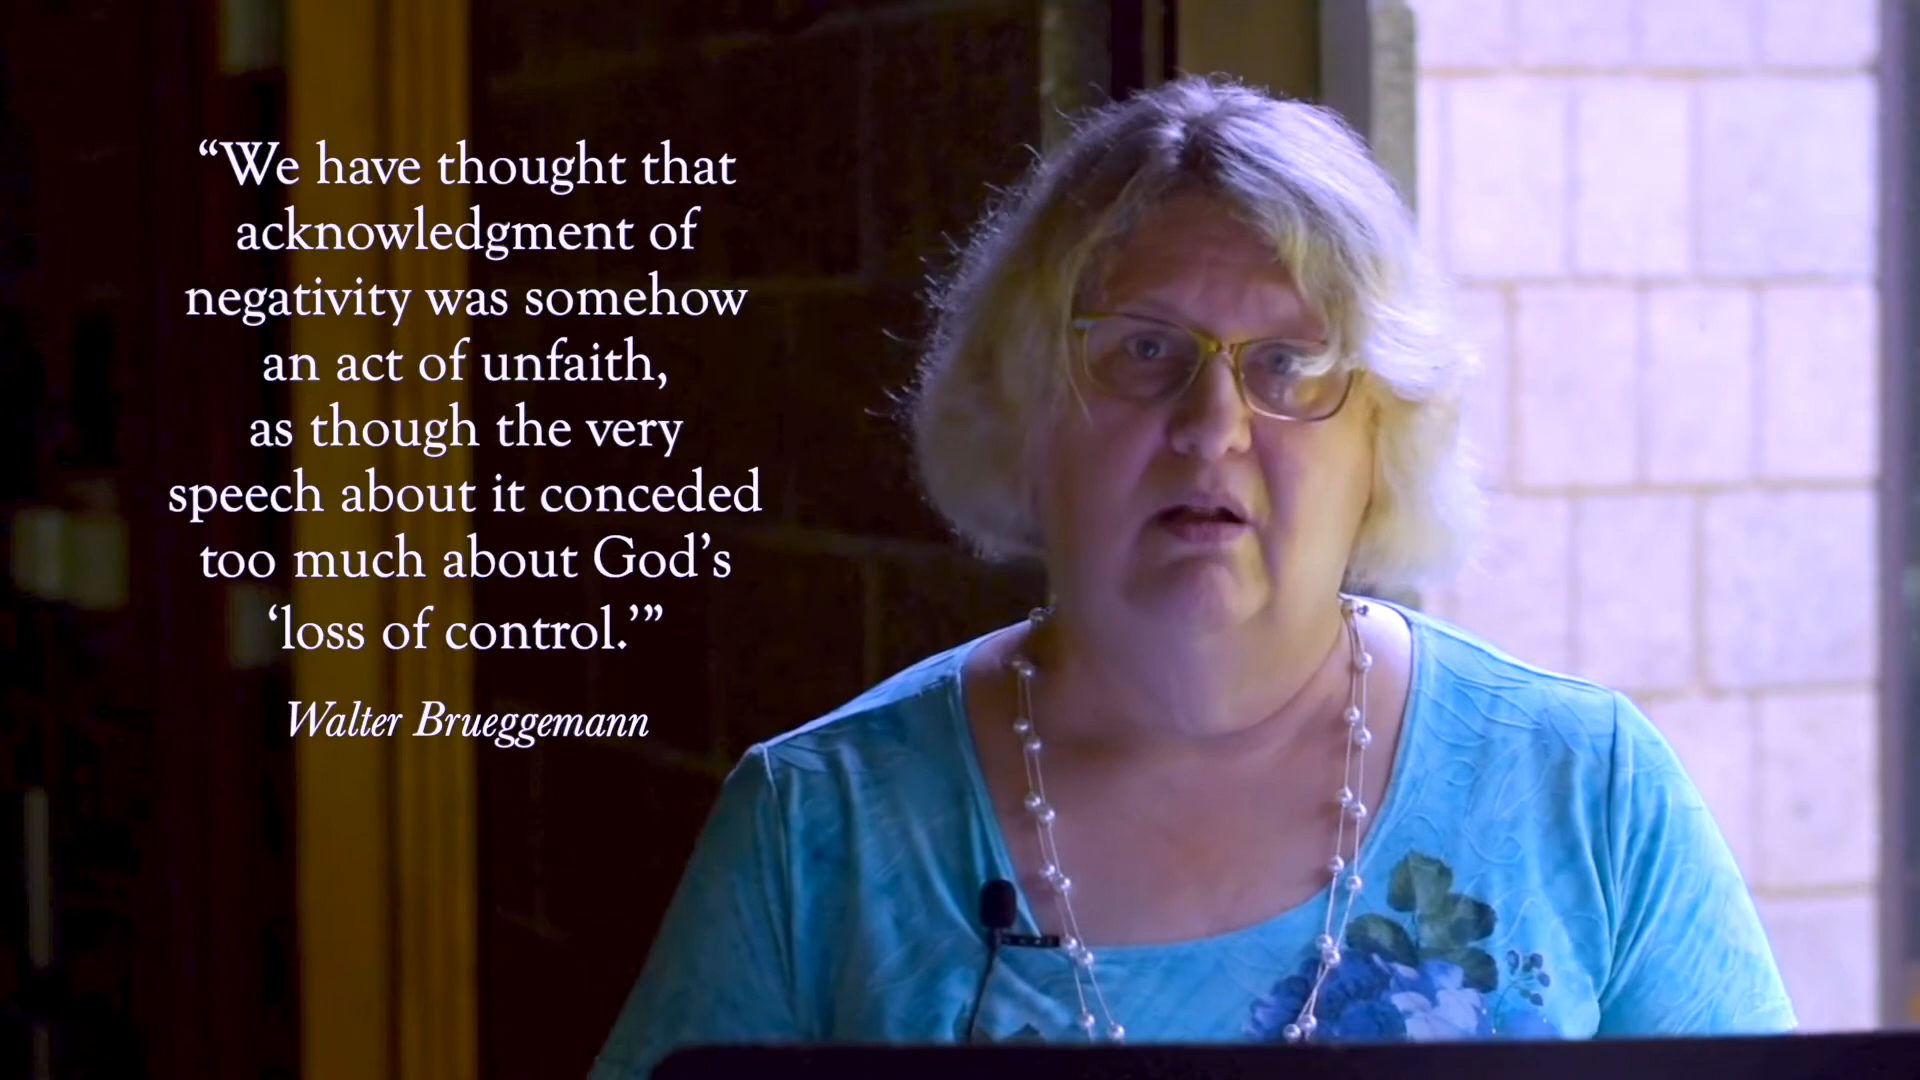 “We have thought that
acknowledgment of
negativity was somehow
an act of unfaith,
as though the very
speech about it conceded
too much about God’s
‘loss of control.’”
Walter Brueggemann